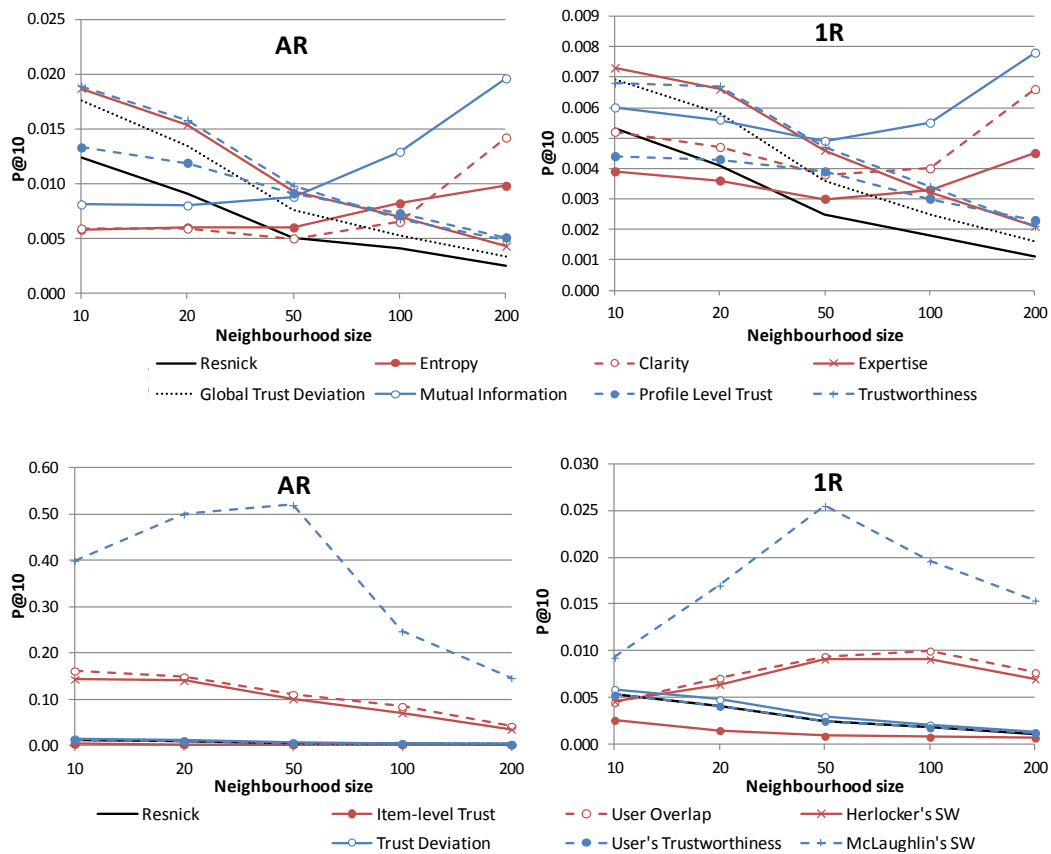 AR
0.025
0.020
0.015
0.010
0.005
0.000
P@10
10 20 50 100 200
Neighbourhood size
1R
0.009
0.008
0.007
0.006
0.005
0.004
0.003
0.002
0.001
0.000
P@10
10 20 50 100 200
Neighbourhood size
Resnick Entropy Clarity Expertise
Global Trust Deviation Mutual Information Profile Level Trust Trustworthiness
AR
0.60
0.50
0.40
0.30
0.20
0.10
0.00
P@10
10 20 50 100 200
Neighbourhood size
1R
0.030
0.025
0.020
0.015
0.010
0.005
0.000
P@10
10 20 50 100 200
Neighbourhood size
Resnick Item-level Trust User Overlap Herlocker's SW
Trust Deviation User's Trustworthiness McLaughlin's SW